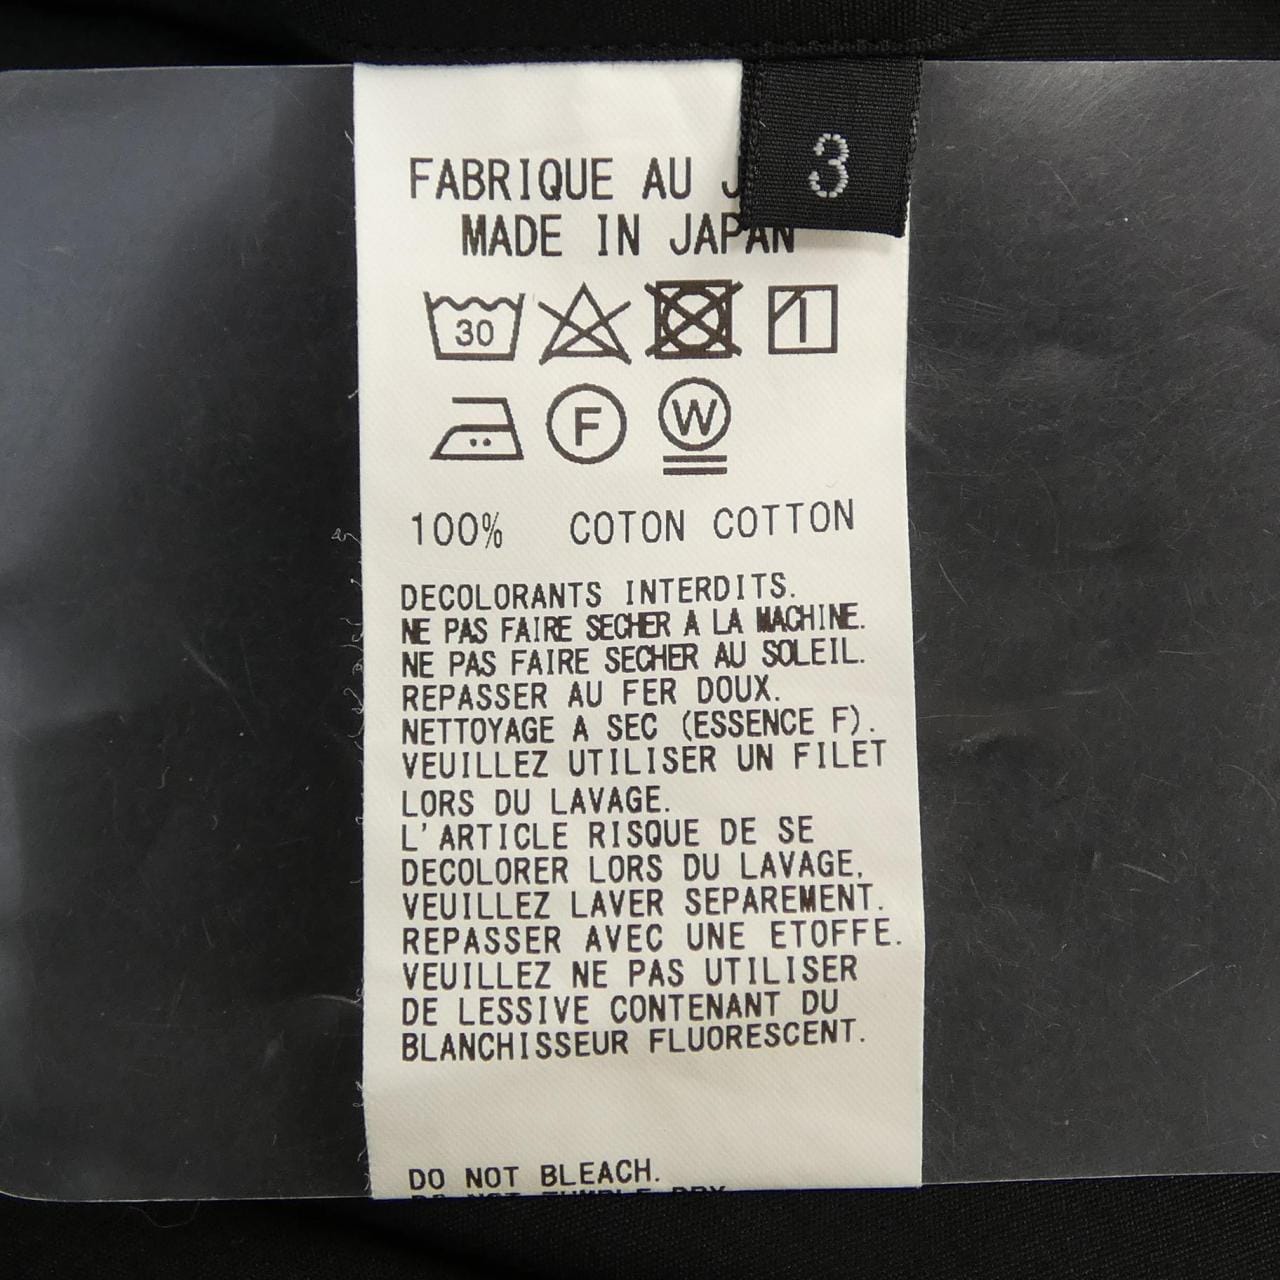 3
FABRIQUE AU J
MADE IN JAPAN
30
F W
100% COTON COTTON
DECOLORANTS INTERDITS.
NE PAS FAIRE SECHER A LA MACHINE.
NE PAS FAIRE SECHER AU SOLEIL.
REPASSER AU FER DOUX.
NETTOYAGE A SEC (ESSENCE F).
VEUILLEZ UTILISER UN FILET
LORS DU LAVAGE.
L'ARTICLE RISQUE DE SE
DECOLORER LORS DU LAVAGE,
VEUILLEZ LAVER SEPAREMENT.
REPASSER AVEC UNE ETOFFE.
VEUILLEZ NE PAS UTILISER
DE LESSIVE CONTENANT DU
BLANCHISSEUR FLUORESCENT.
DO NOT BLEACH.